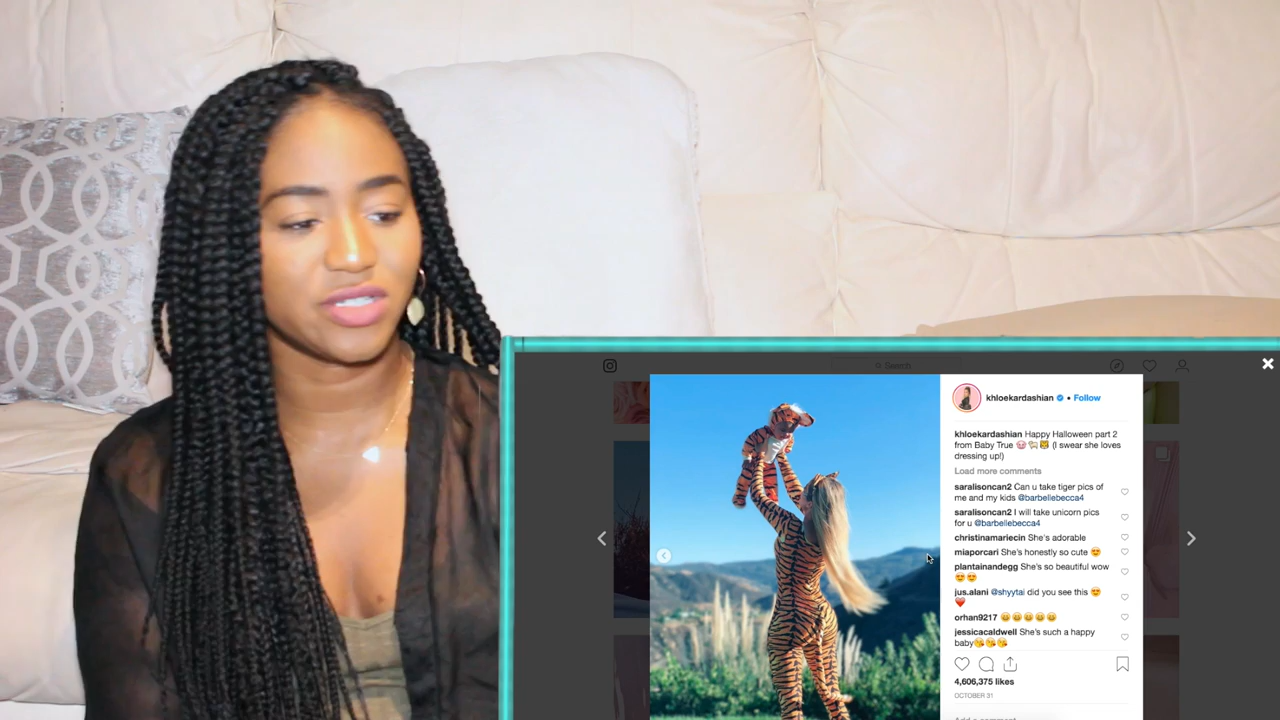 Search
khloekardashian • Follow
khloekardashian Happy Halloween part 2
from Baby True 🐷🐑🐯 (I swear she loves
dressing up!)
Load more comments
saralisoncan2 Can u take tiger pics of
me and my kids @barbellebecca4
saralisoncan2 I will take unicorn pics
for u @barbellebecca4
christinamariecin She's adorable
miaporcari She's honestly so cute 😍
plantainandegg She's so beautiful wow
😍😍
jus.alani @shyytai did you see this 😍
❤️
orhan9217 😄😄😄😄😄
jessicacaldwell She's such a happy
baby😘😘😘
4,606,375 likes
OCTOBER 31
Add a comment...